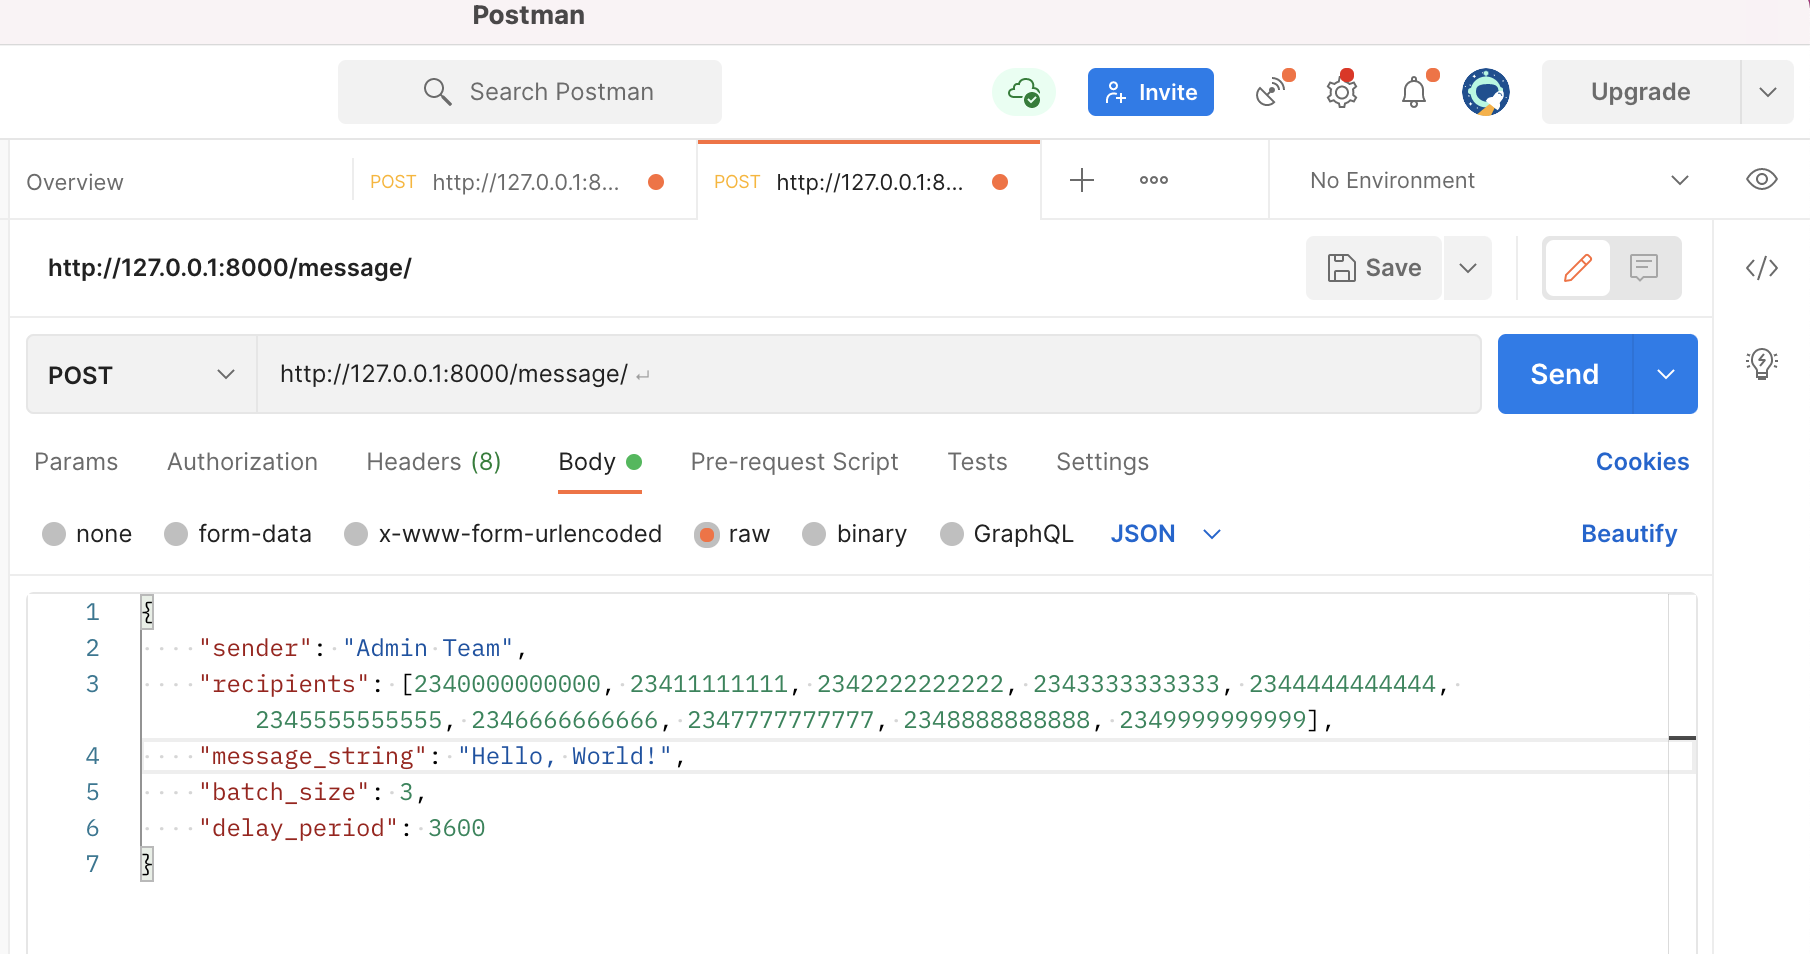 Postman
Search Postman
Invite
Upgrade
Overview
POST http://127.0.0.1:8...
POST http://127.0.0.1:8...
No Environment
http://127.0.0.1:8000/message/
Save
POST
http://127.0.0.1:8000/message/
Send
Params Authorization Headers (8) Body Pre-request Script Tests Settings Cookies
none form-data x-www-form-urlencoded raw binary GraphQL JSON Beautify
1 {
2 "sender": "Admin Team",
3 "recipients": [2340000000000, 23411111111, 2342222222222, 2343333333333, 2344444444444,
2345555555555, 2346666666666, 2347777777777, 2348888888888, 2349999999999],
4 "message_string": "Hello, World!",
5 "batch_size": 3,
6 "delay_period": 3600
7 }